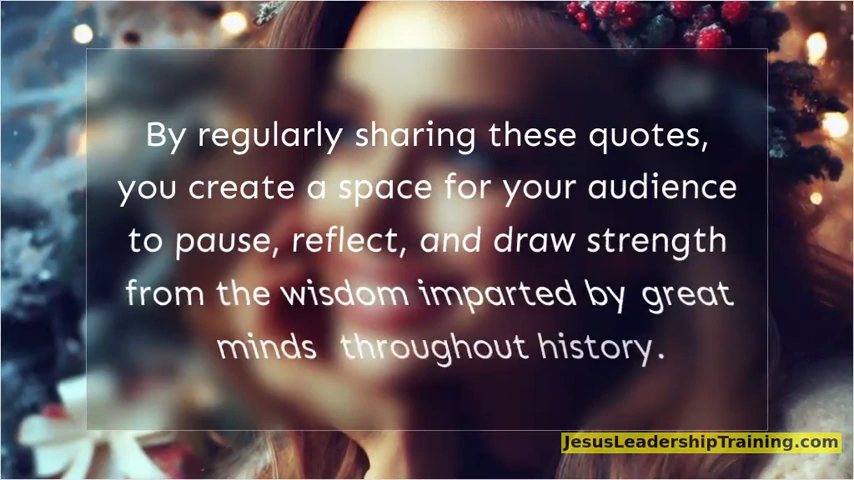 By regularly sharing these quotes,
you create a space for your audience
to pause, reflect, and draw strength
from the wisdom imparted by great
minds throughout history.
JesusLeadershipTraining.com